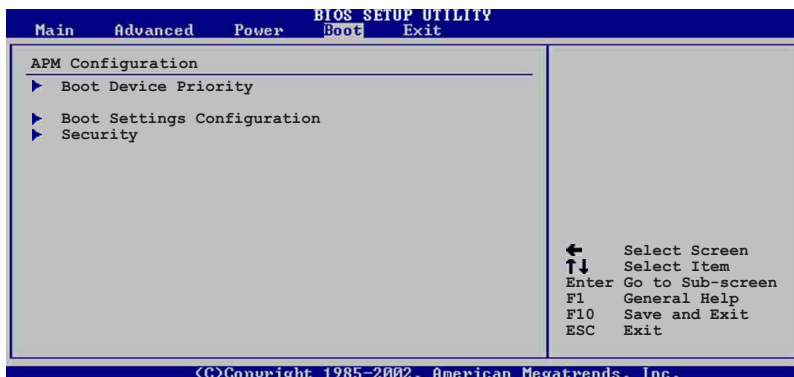 BIOS SETUP UTILITY
Main Advanced Power Boot Exit
APM Configuration
Boot Device Priority
Boot Settings Configuration
Security
← Select Screen
↑↓ Select Item
Enter Go to Sub-screen
F1 General Help
F10 Save and Exit
ESC Exit
(C)Copyright 1985-2002, American Megatrends, Inc.